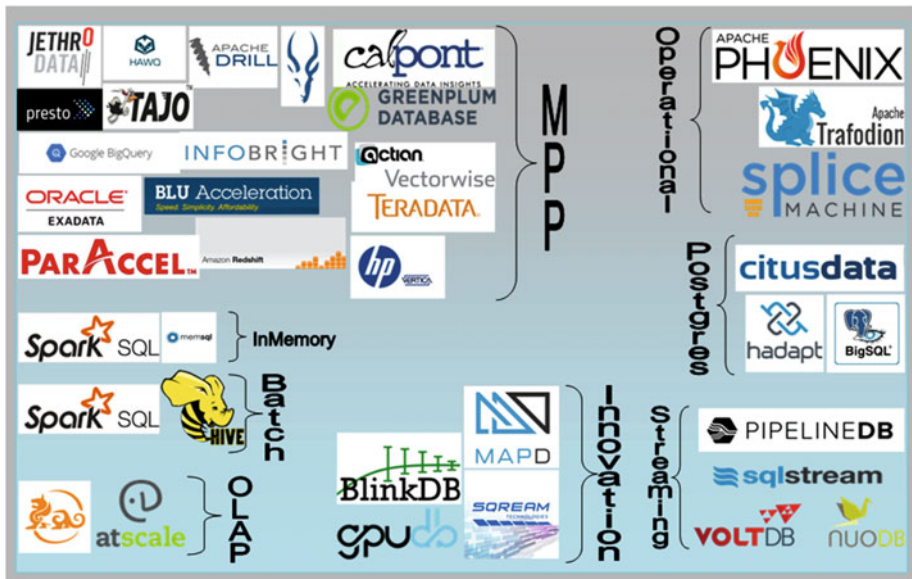 JETHRO
DATA
HAWQ
APACHE
DRILL
calpont
ACCELERATING DATA INSIGHTS
presto
TAJO™
GREENPLUM
DATABASE
Google BigQuery
INFOBRIGHT
actian
Vectorwise
ORACLE®
EXADATA
BLU Acceleration
Speed. Simplicity. Affordability.
TERADATA®
PARACCEL™
Amazon Redshift
hp
VERTICA
MPP
Operational
APACHE
PHOENIX
Apache
Trafodion
splice
MACHINE
Postgres
citusdata
hadapt
BigSQL®
Spark SQL
memsql
InMemory
Spark SQL
HIVE
Batch
atscale
OLAP
BlinkDB
MAPD
gpudb
SQREAM
TECHNOLOGIES
Innovation
Streaming
PIPELINEDB
sqlstream
VOLTDB
NUODB